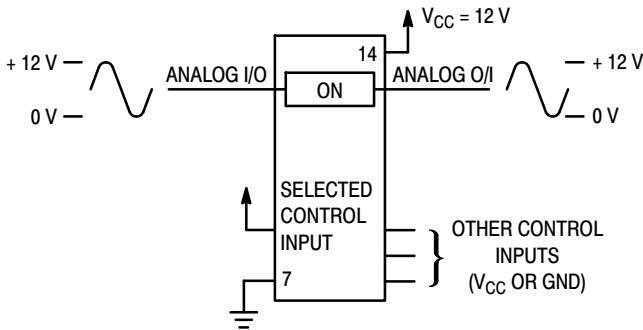 V_CC = 12 V
14
+ 12 V
ANALOG I/O
ON
ANALOG O/I
+ 12 V
0 V
0 V
SELECTED
CONTROL
INPUT
OTHER CONTROL
INPUTS
(V_CC OR GND)
7